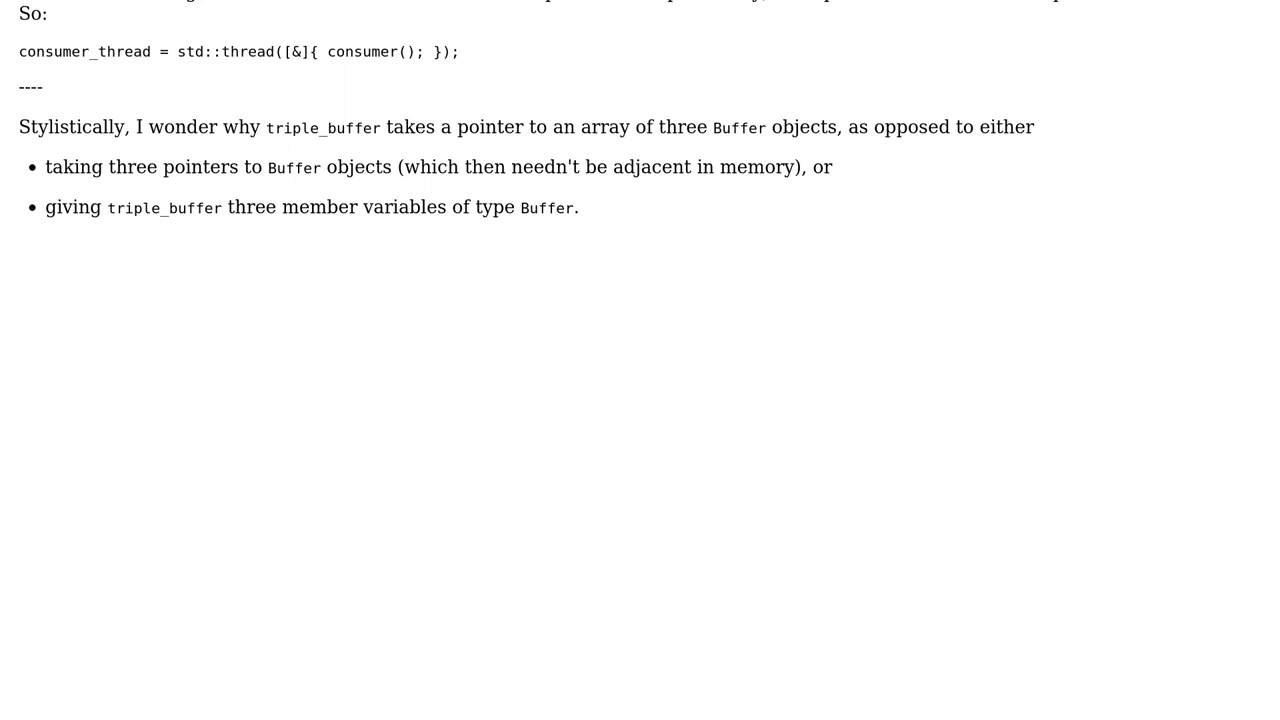 So:
consumer_thread = std::thread([&]{ consumer(); });
----
Stylistically, I wonder why triple_buffer takes a pointer to an array of three Buffer objects, as opposed to either
• taking three pointers to Buffer objects (which then needn't be adjacent in memory), or
• giving triple_buffer three member variables of type Buffer.